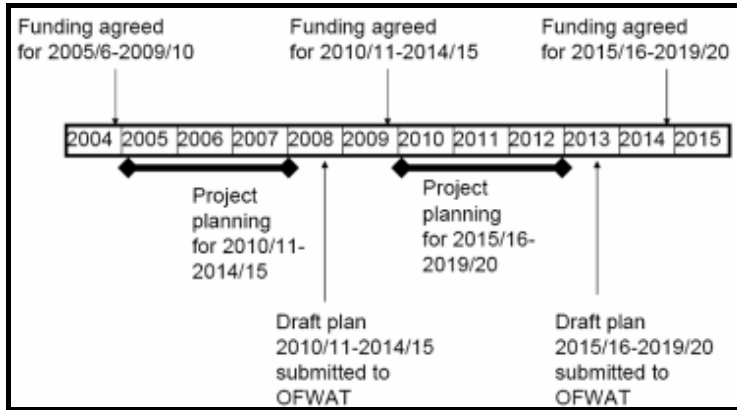 Funding agreed
for 2005/6-2009/10
Funding agreed
for 2010/11-2014/15
Funding agreed
for 2015/16-2019/20
2004 2005 2006 2007 2008 2009 2010 2011 2012 2013 2014 2015
Project
planning
for 2010/11-
2014/15
Project
planning
for 2015/16-
2019/20
Draft plan
2010/11-2014/15
submitted to
OFWAT
Draft plan
2015/16-2019/20
submitted to
OFWAT